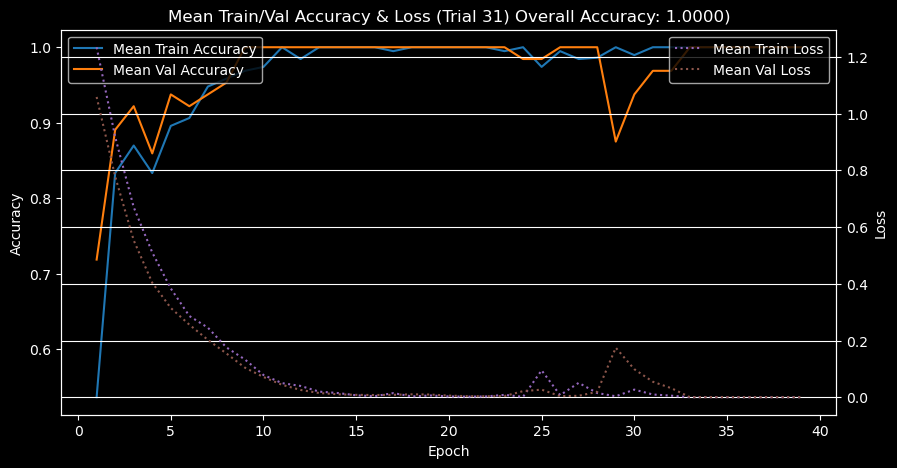 Mean Train/Val Accuracy & Loss (Trial 31) Overall Accuracy: 1.0000)
Mean Train Accuracy
Mean Val Accuracy
Mean Train Loss
Mean Val Loss
1.0
0.9
0.8
0.7
0.6
Accuracy
1.2
1.0
0.8
0.6
0.4
0.2
0.0
Loss
0 5 10 15 20 25 30 35 40
Epoch